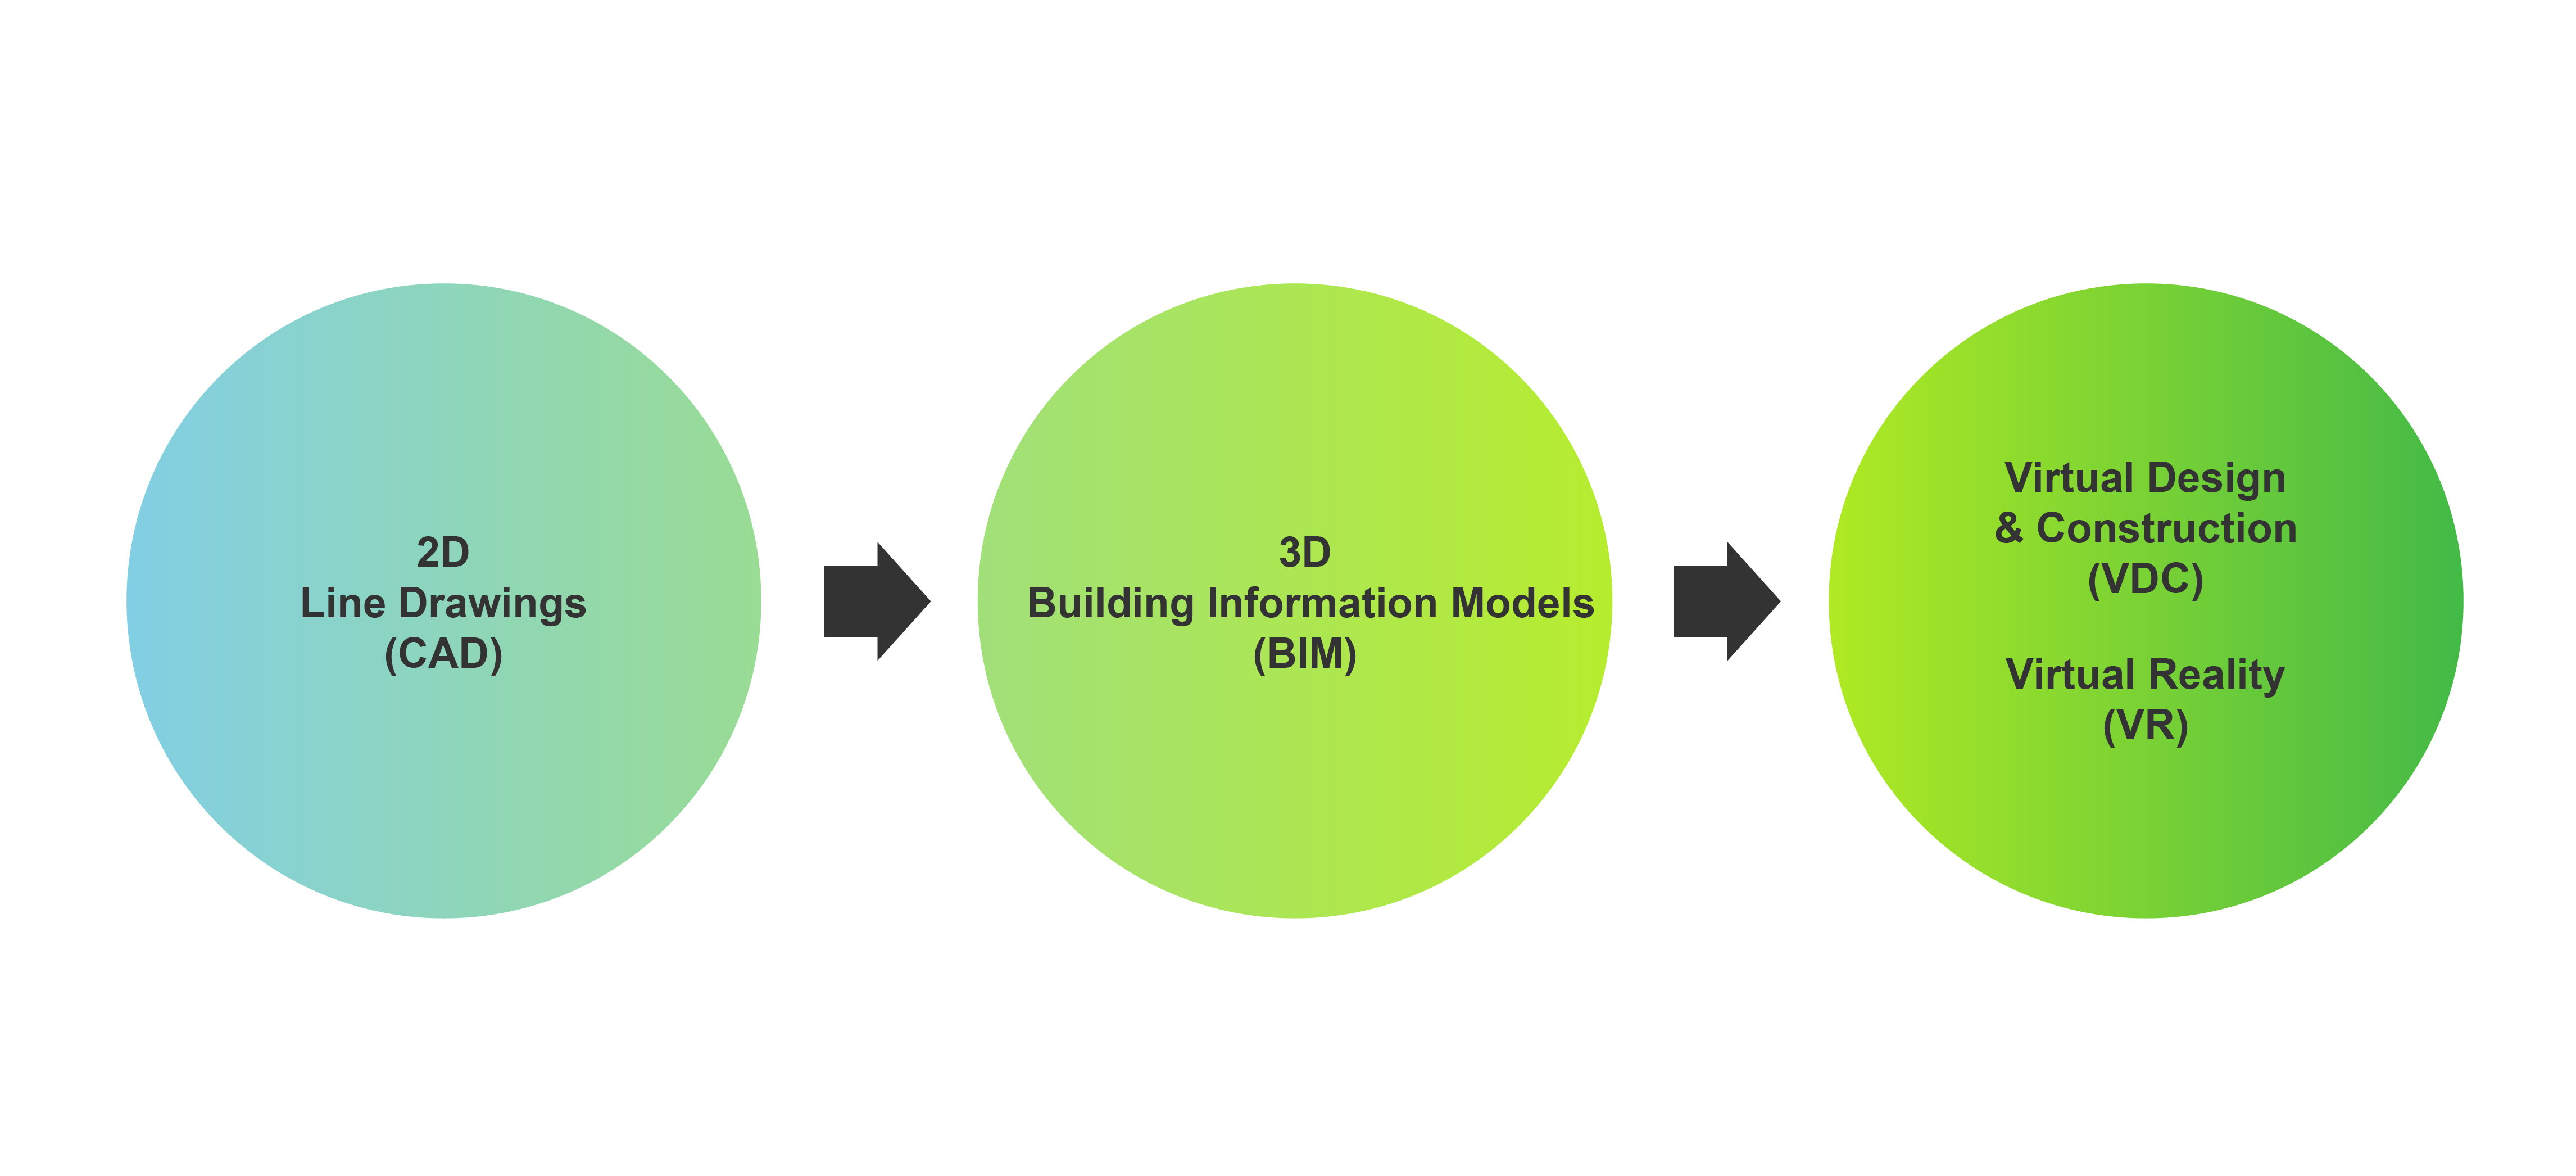 2D
Line Drawings
(CAD)
3D
Building Information Models
(BIM)
Virtual Design
& Construction
(VDC)
Virtual Reality
(VR)